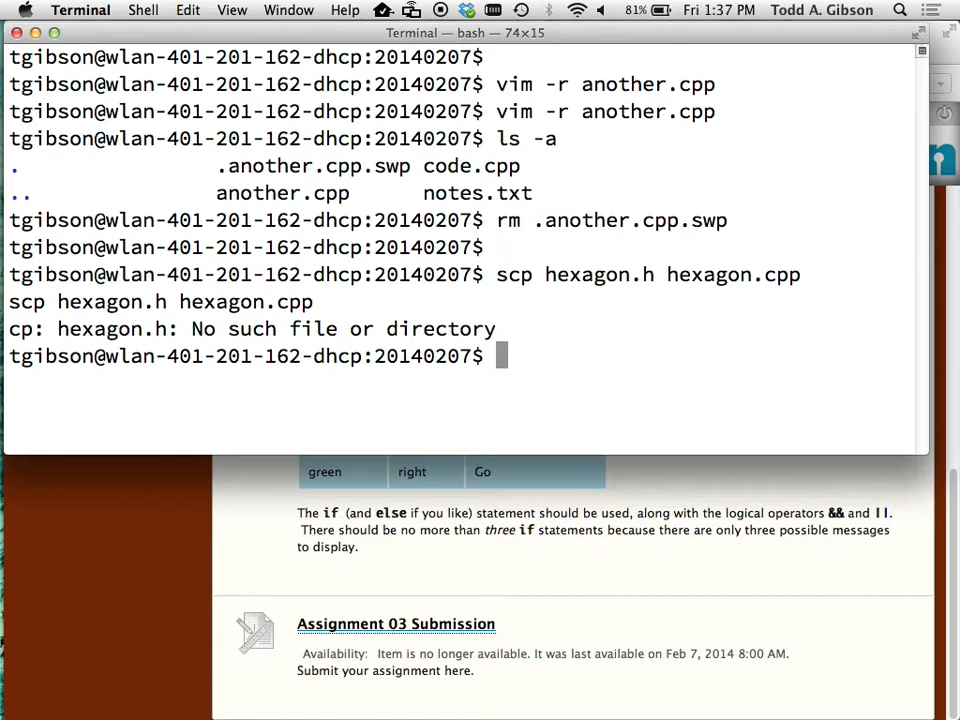 Terminal Shell Edit View Window Help 81% Fri 1:37 PM Todd A. Gibson
Terminal — bash — 74×15
tgibson@wlan-401-201-162-dhcp:20140207$
tgibson@wlan-401-201-162-dhcp:20140207$ vim -r another.cpp
tgibson@wlan-401-201-162-dhcp:20140207$ vim -r another.cpp
tgibson@wlan-401-201-162-dhcp:20140207$ ls -a
. .another.cpp.swp code.cpp
.. another.cpp notes.txt
tgibson@wlan-401-201-162-dhcp:20140207$ rm .another.cpp.swp
tgibson@wlan-401-201-162-dhcp:20140207$
tgibson@wlan-401-201-162-dhcp:20140207$ scp hexagon.h hexagon.cpp
scp hexagon.h hexagon.cpp
cp: hexagon.h: No such file or directory
tgibson@wlan-401-201-162-dhcp:20140207$
green right Go
The if (and else if you like) statement should be used, along with the logical operators && and ||.
There should be no more than three if statements because there are only three possible messages
to display.
Assignment 03 Submission
Availability: Item is no longer available. It was last available on Feb 7, 2014 8:00 AM.
Submit your assignment here.